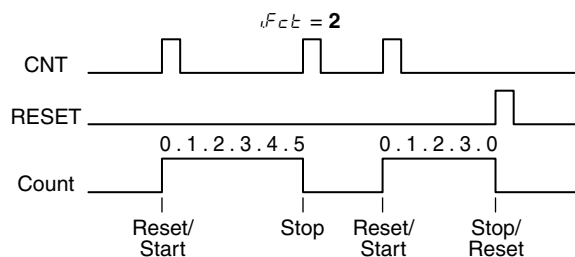 iFct = 2
CNT
RESET
0.1.2.3.4.5 0.1.2.3.0
Count
Reset/ Stop Reset/ Stop/
Start Start Reset